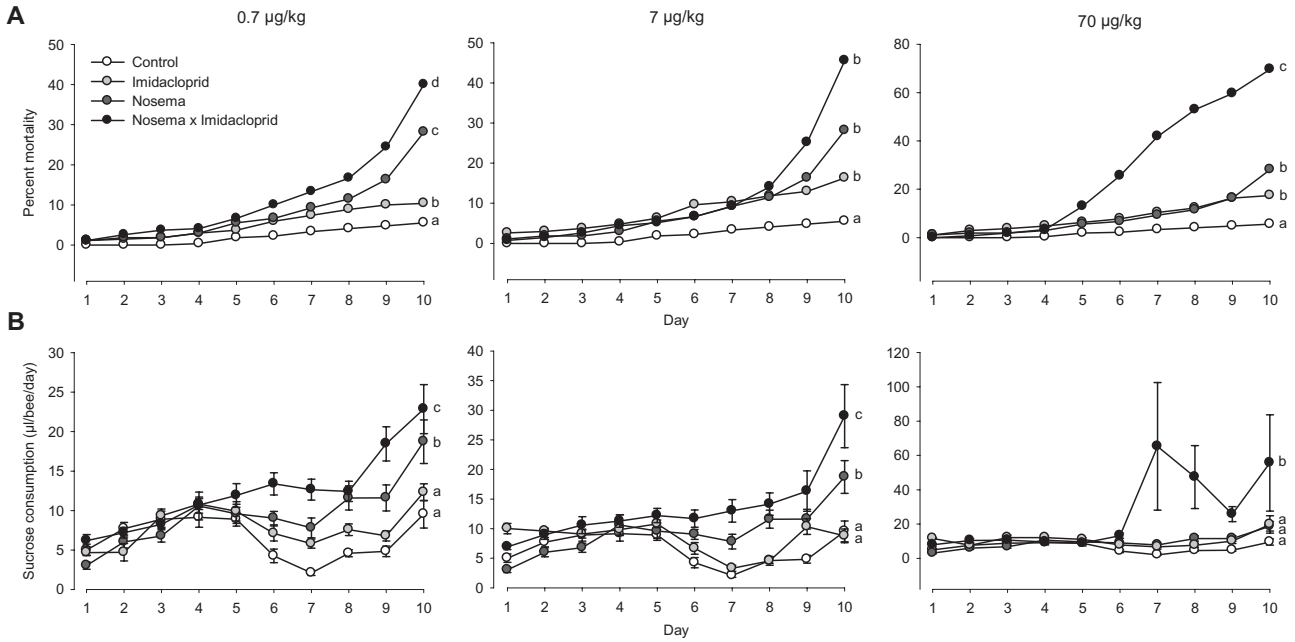 A
0.7 µg/kg
7 µg/kg
70 µg/kg
Percent mortality
50
40
30
20
10
0
Control
Imidacloprid
Nosema
Nosema x Imidacloprid
d
c
b
a
1 2 3 4 5 6 7 8 9 10
50
40
30
20
10
0
b
b
b
a
1 2 3 4 5 6 7 8 9 10
Day
80
60
40
20
0
c
b
b
a
1 2 3 4 5 6 7 8 9 10
B
Sucrose consumption (µl/bee/day)
30
25
20
15
10
5
0
c
b
a
a
1 2 3 4 5 6 7 8 9 10
40
35
30
25
20
15
10
5
0
c
b
a
a
1 2 3 4 5 6 7 8 9 10
Day
120
100
80
60
40
20
0
b
a
a
a
1 2 3 4 5 6 7 8 9 10